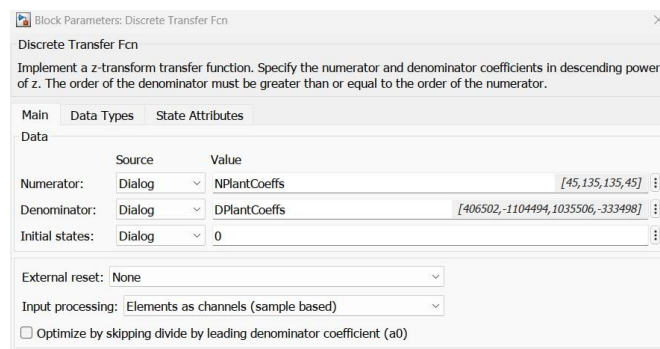 Block Parameters: Discrete Transfer Fcn
Discrete Transfer Fcn
Implement a z-transform transfer function. Specify the numerator and denominator coefficients in descending power
of z. The order of the denominator must be greater than or equal to the order of the numerator.
Main Data Types State Attributes
Data
Source Value
Numerator: Dialog NPlantCoeffs [45,135,135,45]
Denominator: Dialog DPlantCoeffs [406502,-1104494,1035506,-333498]
Initial states: Dialog 0
External reset: None
Input processing: Elements as channels (sample based)
Optimize by skipping divide by leading denominator coefficient (a0)